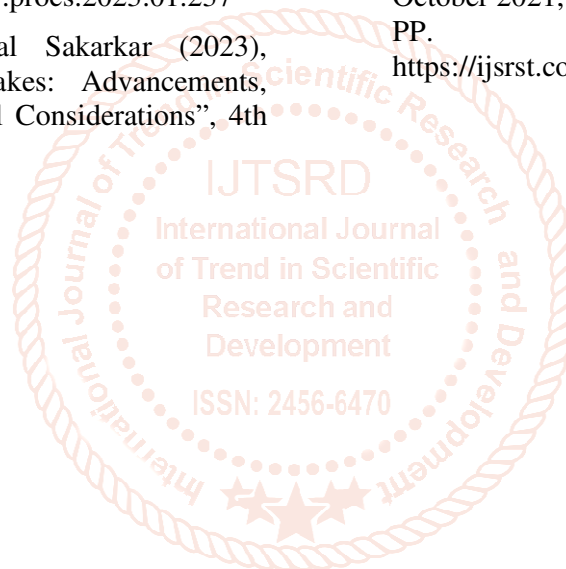 .procs.2023.01.237
al Sakarkar (2023),
akes: Advancements,
l Considerations”, 4th
October 2021,
PP.
https://ijsrst.co
International Journal of Trend in Scientific Research and Development
IJTSRD
International Journal
of Trend in Scientific
Research and
Development
ISSN: 2456-6470